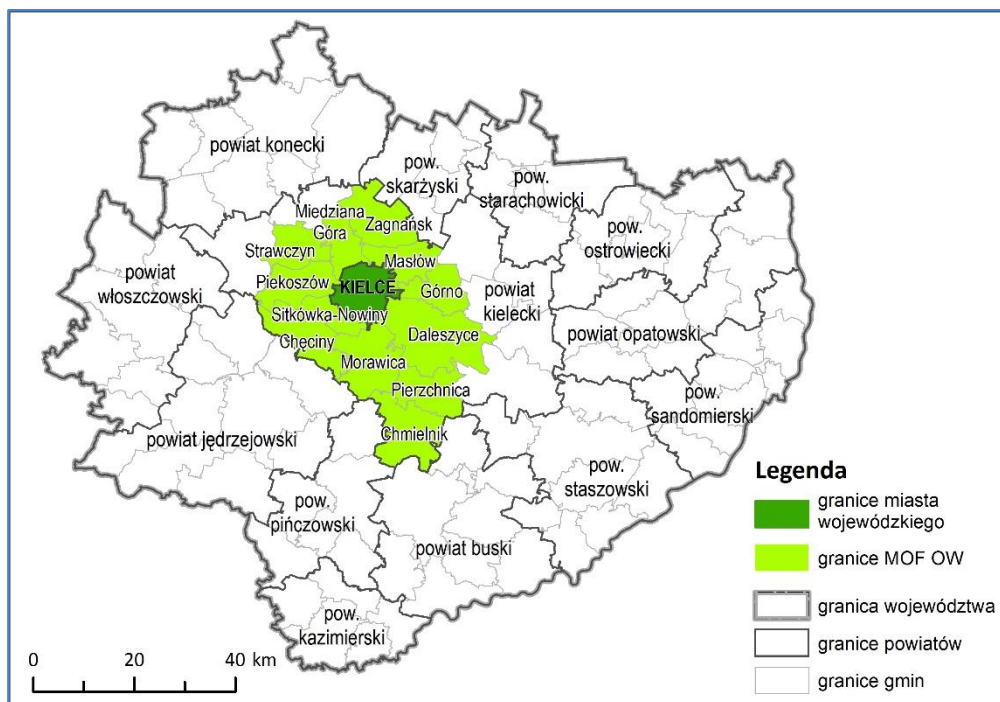 powiat konecki
pow.
skarżyski
pow.
starachowicki
pow.
ostrowiecki
Miedziana
Góra
Zagnańsk
Strawczyn
Masłów
powiat
włoszczowski
Piekoszów
KIELCE
Górno
powiat
kielecki
Sitkówka-Nowiny
Daleszyce
powiat opatowski
Chęciny
Morawica
Pierzchnica
pow.
sandomierski
powiat jędrzejowski
Chmielnik
pow.
staszowski
pow.
pińczowski
powiat buski
pow.
kazimierski
0 20 40 km
Legenda
granice miasta
wojewódzkiego
granice MOF OW
granica województwa
granice powiatów
granice gmin